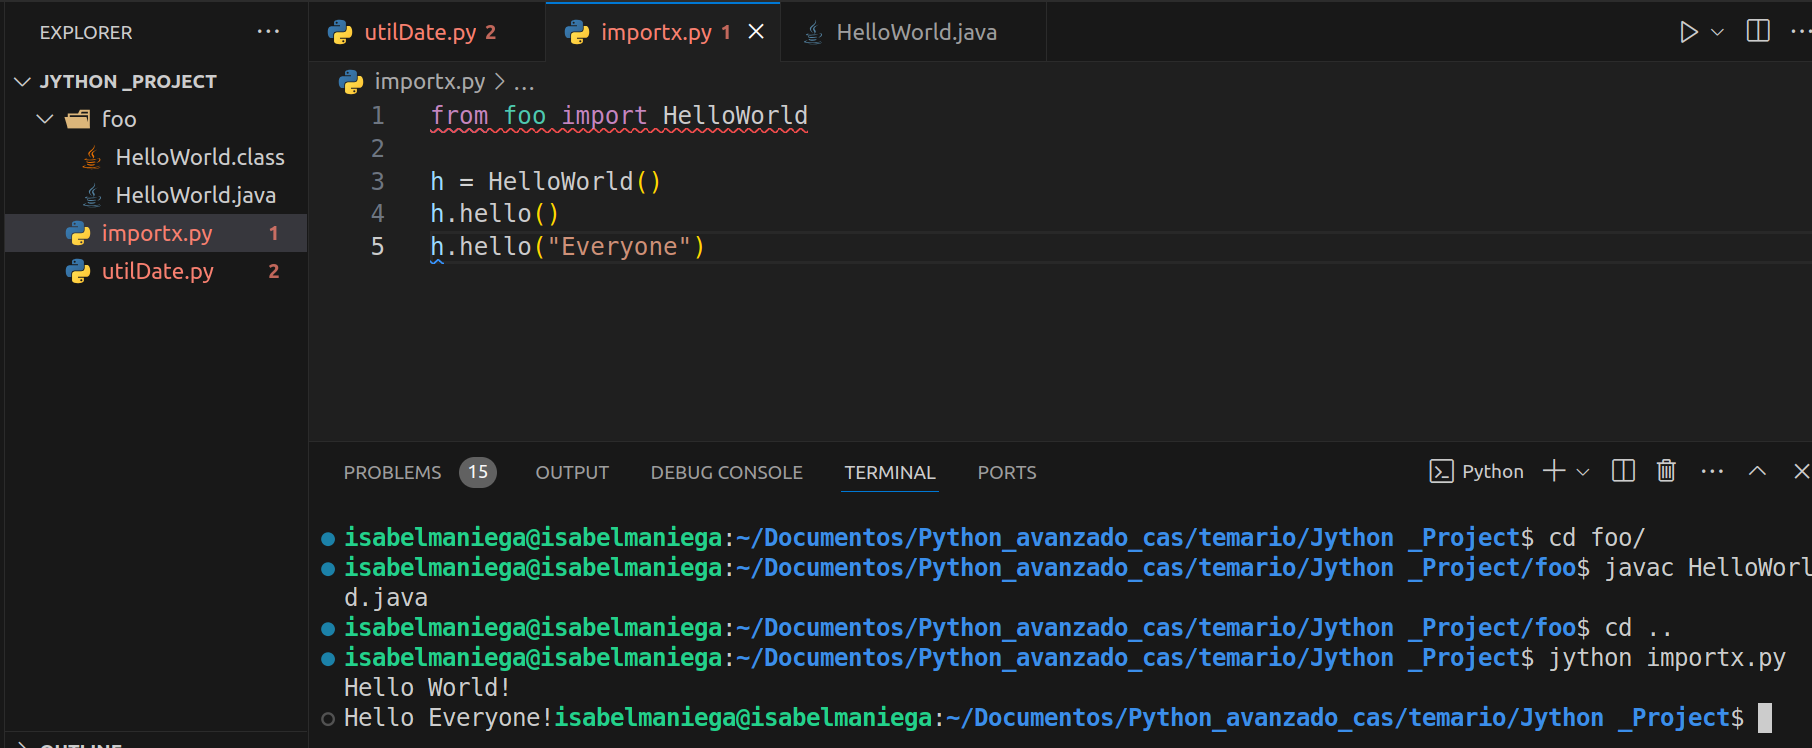 EXPLORER ...
utilDate.py 2
importx.py 1
HelloWorld.java
JYTHON _PROJECT
foo
HelloWorld.class
HelloWorld.java
importx.py 1
utilDate.py 2
importx.py > ...
1 from foo import HelloWorld
2
3 h = HelloWorld()
4 h.hello()
5 h.hello("Everyone")
PROBLEMS 15 OUTPUT DEBUG CONSOLE TERMINAL PORTS Python
isabelmaniega@isabelmaniega:~/Documentos/Python_avanzado_cas/temario/Jython _Project$ cd foo/
isabelmaniega@isabelmaniega:~/Documentos/Python_avanzado_cas/temario/Jython _Project/foo$ javac HelloWorl
d.java
isabelmaniega@isabelmaniega:~/Documentos/Python_avanzado_cas/temario/Jython _Project/foo$ cd ..
isabelmaniega@isabelmaniega:~/Documentos/Python_avanzado_cas/temario/Jython _Project$ jython importx.py
Hello World!
Hello Everyone!isabelmaniega@isabelmaniega:~/Documentos/Python_avanzado_cas/temario/Jython _Project$
OUTLINE